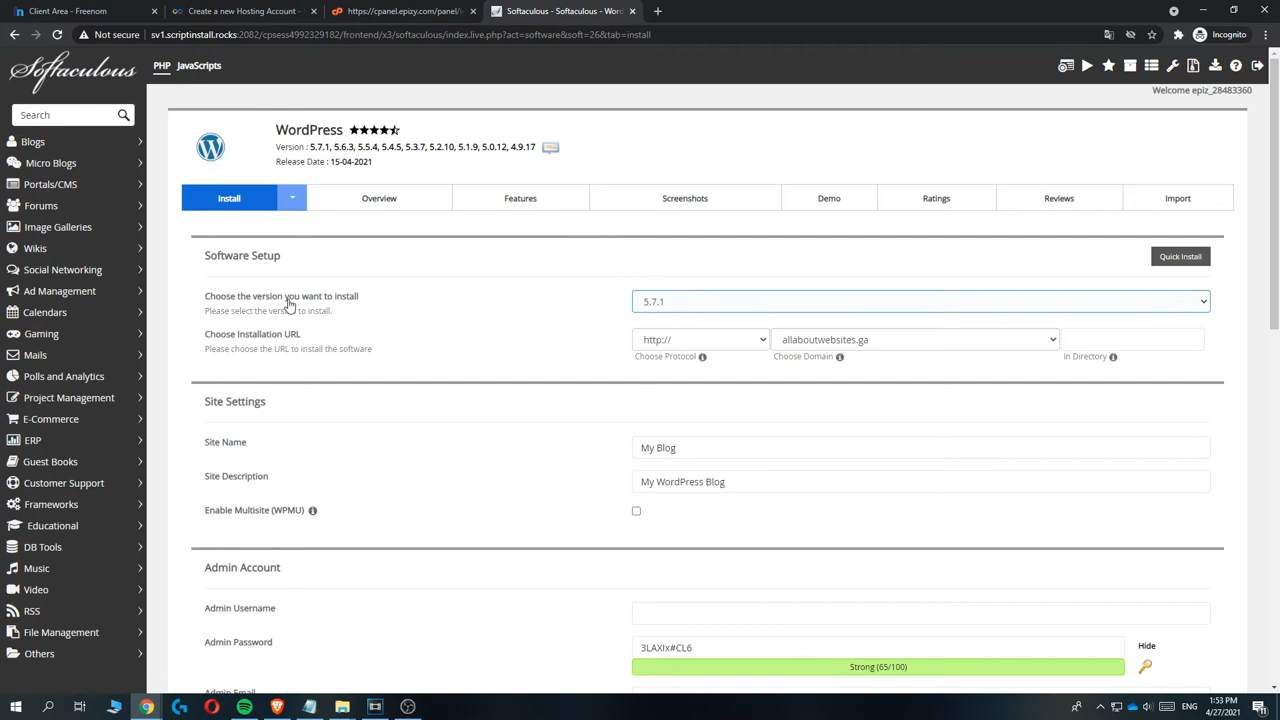 Client Area - Freenom
Create a new Hosting Account -
https://panel.epizy.com/panel/in
Softaculous - Softaculous - Wor
sv1.scriptinstall.rocks:2082/cpsess4992329182/frontend/x3/softaculous/index.live.php?act=software&soft=26&tab=install
Incognito
Softaculous
PHP JavaScripts
Welcome epiz_28483360
Search
Blogs
Micro Blogs
Portals/CMS
Forums
Image Galleries
Wikis
Social Networking
Ad Management
Calendars
Gaming
Mails
Polls and Analytics
Project Management
E-Commerce
ERP
Guest Books
Customer Support
Frameworks
Educational
DB Tools
Music
Video
RSS
File Management
Others
WordPress
Version : 5.7.1, 5.6.3, 5.5.4, 5.4.5, 5.3.7, 5.2.10, 5.1.9, 5.0.12, 4.9.17
Release Date : 15-04-2021
Install Overview Features Screenshots Demo Ratings Reviews Import
Software Setup
Quick Install
Choose the version you want to install
Please select the version to install.
5.7.1
Choose Installation URL
Please choose the URL to install the software
http:// allaboutwebsites.ga
Choose Protocol Choose Domain In Directory
Site Settings
Site Name
My Blog
Site Description
My WordPress Blog
Enable Multisite (WPMU)
Admin Account
Admin Username
Admin Password
3LAXIx#CL6
Hide
Strong (65/100)
Admin Email
ENG
1:53 PM
4/27/2021